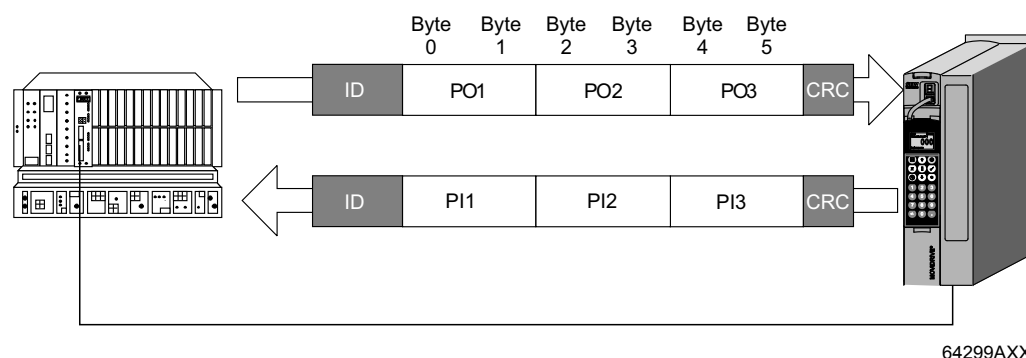 Byte 0 Byte 1 Byte 2 Byte 3 Byte 4 Byte 5
ID PO1 PO2 PO3 CRC
ID PI1 PI2 PI3 CRC
MOVIDRIVE®
64299AXX